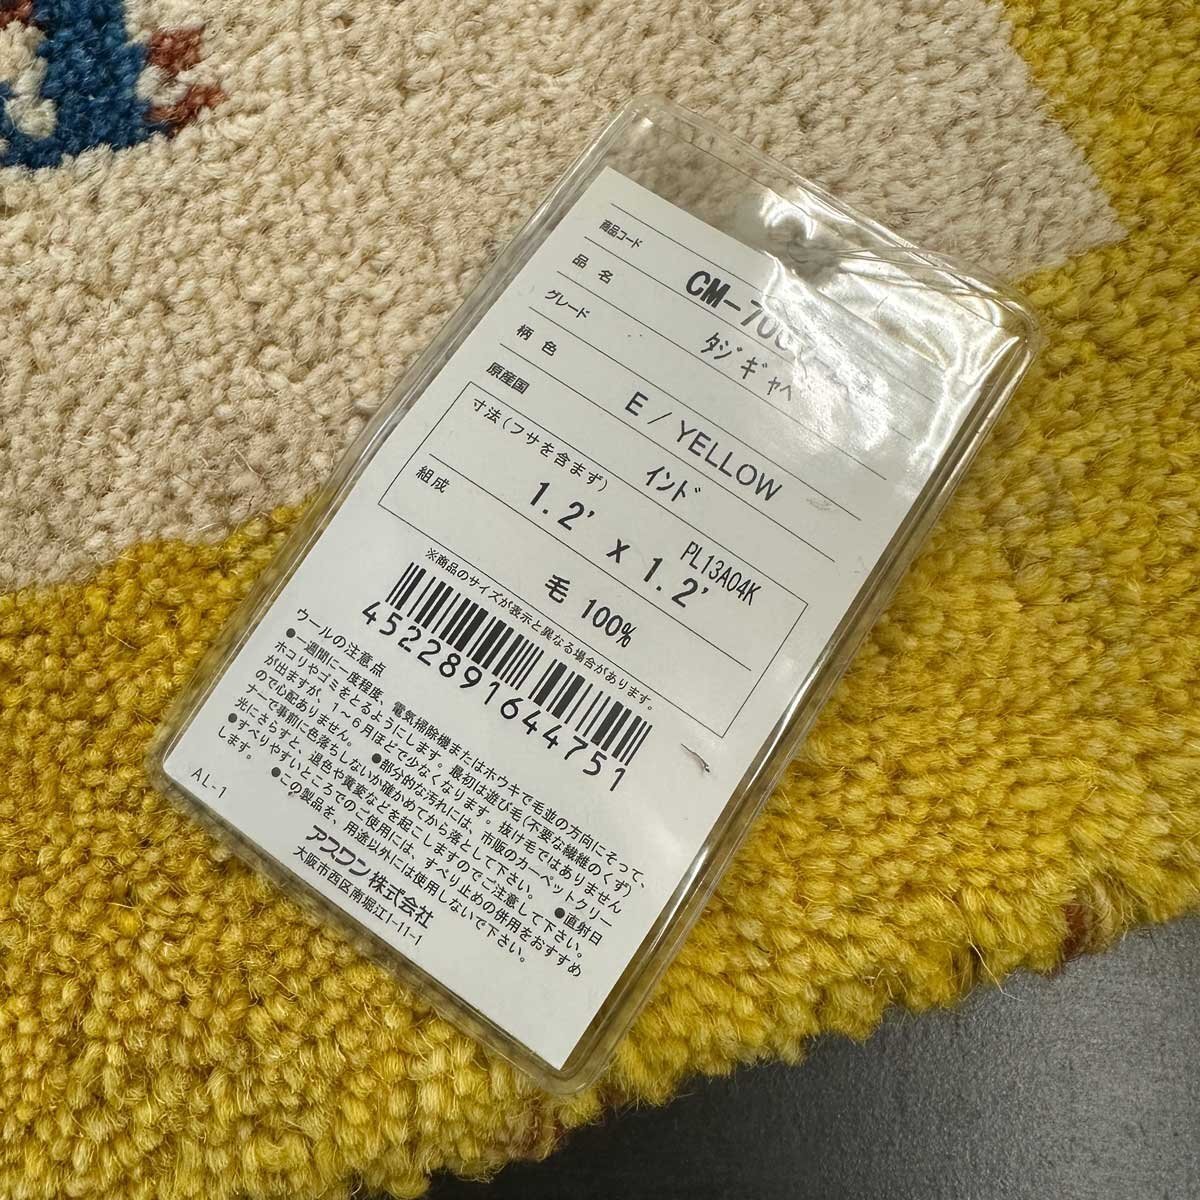 商品コード
品名 CM-700
グレード タジギャベ
柄色
原産国 E / YELLOW
寸法(フサを含まず) インド
PL13A04K
組成 1.2' x 1.2'
毛 100%
※商品のサイズが表示と異なる場合があります。
4522891644751
ウールの注意点
●一週間に一度程度、電気掃除機またはホウキで毛並の方向にそって、
ホコリやゴミをとるようにします。最初は遊び毛(不要な繊維のくず)
が出ますが、1～6月ほどで少なくなります。抜け毛ではありません
ので心配ありません。●部分的な汚れには、市販のカーペットクリー
ナーで事前に色落ちしないか確かめてから落として下さい。●直射日
光にさらすと、退色や黄変などを起こしますのでご注意して下さい。
●すべりやすいところでのご使用には、すべり止めの併用をおすすめ
します。 ●この製品を、用途以外には使用しないで下さい。
AL-1
アスワン株式会社
大阪市西区南堀江1-11-1